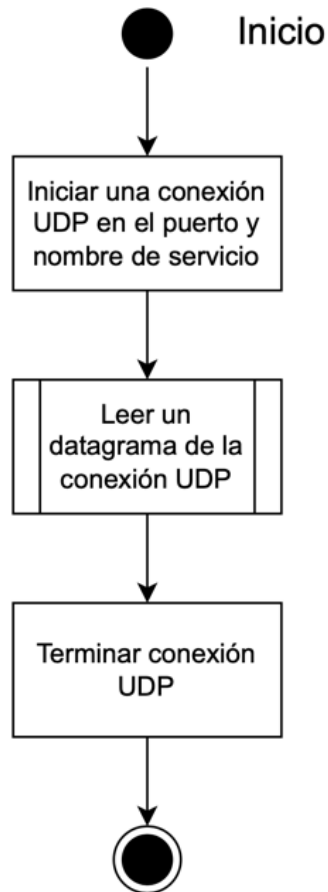 Inicio
Iniciar una conexión
UDP en el puerto y
nombre de servicio
Leer un
datagrama de la
conexión UDP
Terminar conexión
UDP